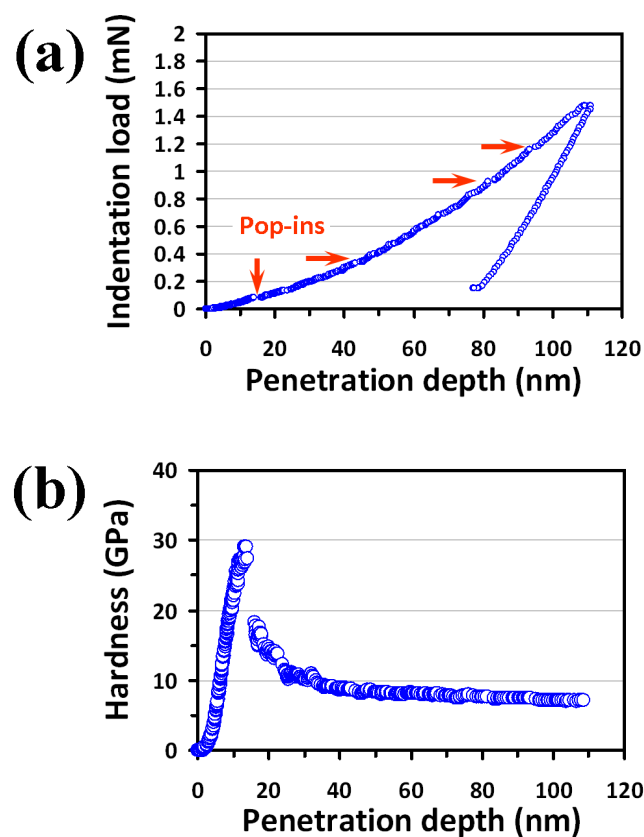 (a)
Indentation load (mN)
1.8
1.6
1.4
1.2
1
0.8
0.6
0.4
0.2
0
Pop-ins
0 20 40 60 80 100 120
Penetration depth (nm)
(b)
Hardness (GPa)
40
30
20
10
0
0 20 40 60 80 100 120
Penetration depth (nm)